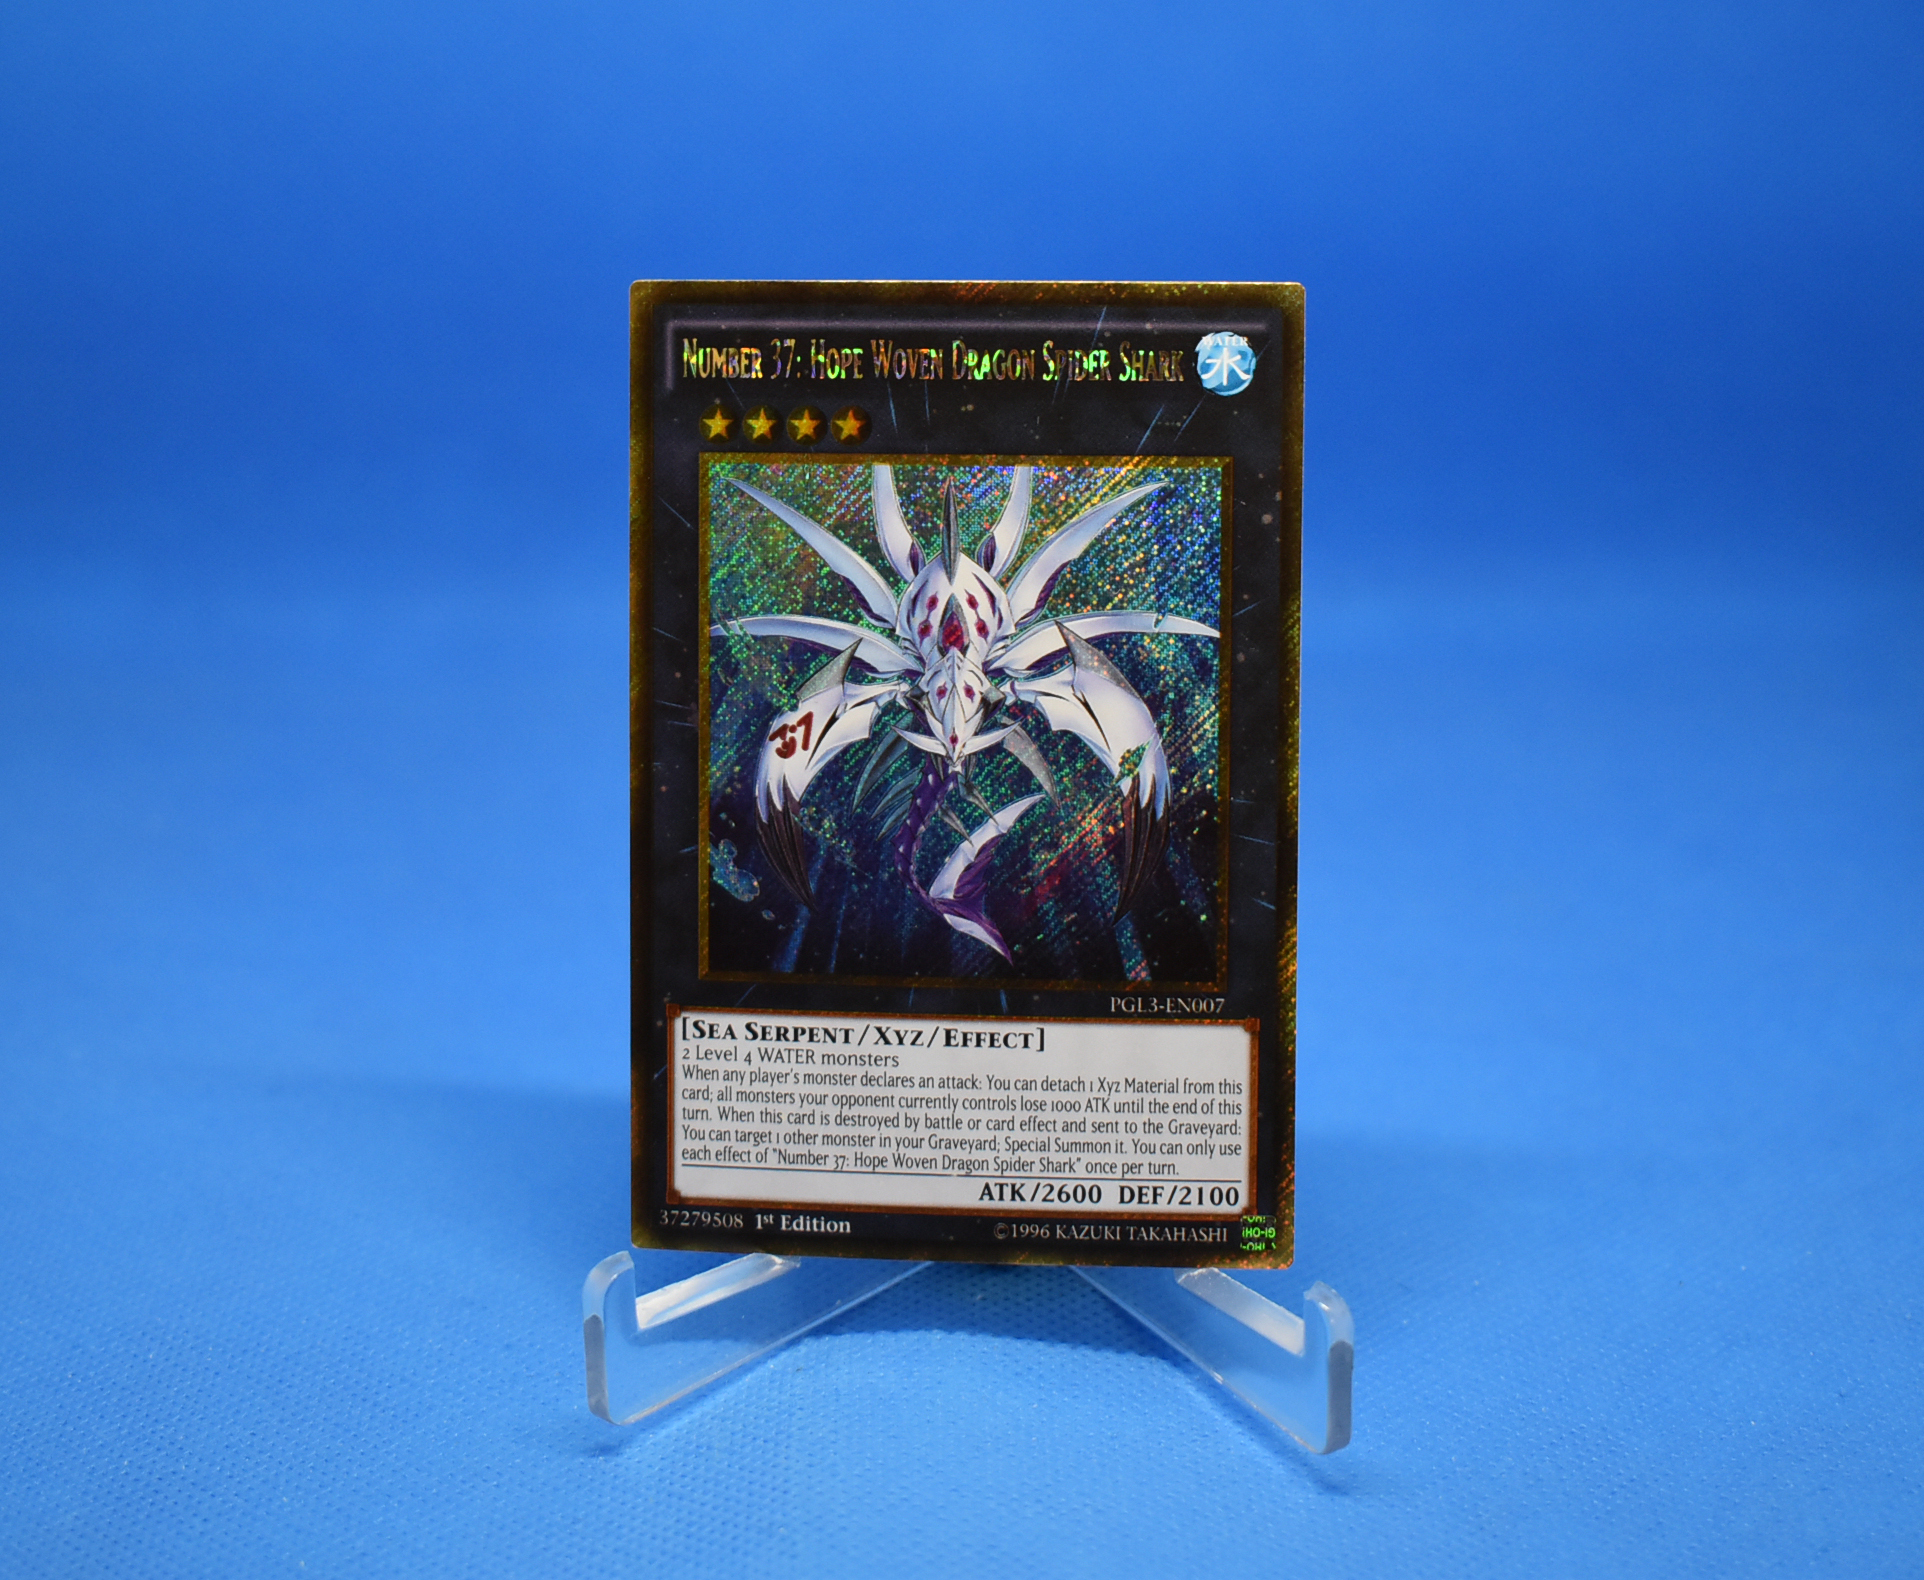 Number 37: Hope Woven Dragon Spider Shark
WATER
水
37
PGL3-EN007
[Sea Serpent/Xyz/Effect]
2 Level 4 WATER monsters
When any player's monster declares an attack: You can detach 1 Xyz Material from this
card; all monsters your opponent currently controls lose 1000 ATK until the end of this
turn. When this card is destroyed by battle or card effect and sent to the Graveyard:
You can target 1 other monster in your Graveyard; Special Summon it. You can only use
each effect of "Number 37: Hope Woven Dragon Spider Shark" once per turn.
ATK/2600 DEF/2100
37279508 1st Edition
©1996 KAZUKI TAKAHASHI